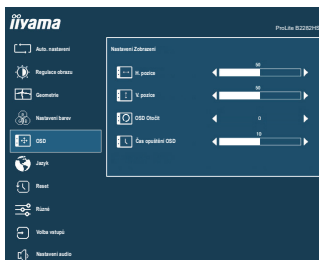 iiyama
ProLite B2282HS
Auto. nastavení
Regulace obrazu
Geometrie
Nastavení barev
OSD
Jazyk
Reset
Různé
Volba vstupů
Nastavení audio
Nastavení Zobrazení
H. pozice
50
V. pozice
50
OSD Otočit
0
Čas opuštění OSD
10